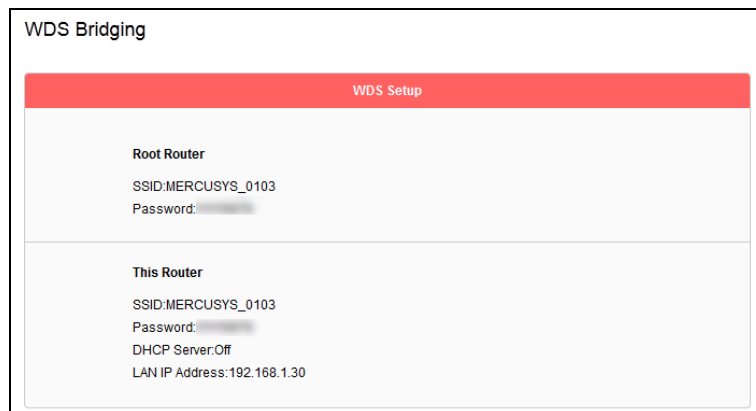 WDS Bridging
WDS Setup
Root Router
SSID:MERCUSYS_0103
Password:
This Router
SSID:MERCUSYS_0103
Password:
DHCP Server:Off
LAN IP Address:192.168.1.30